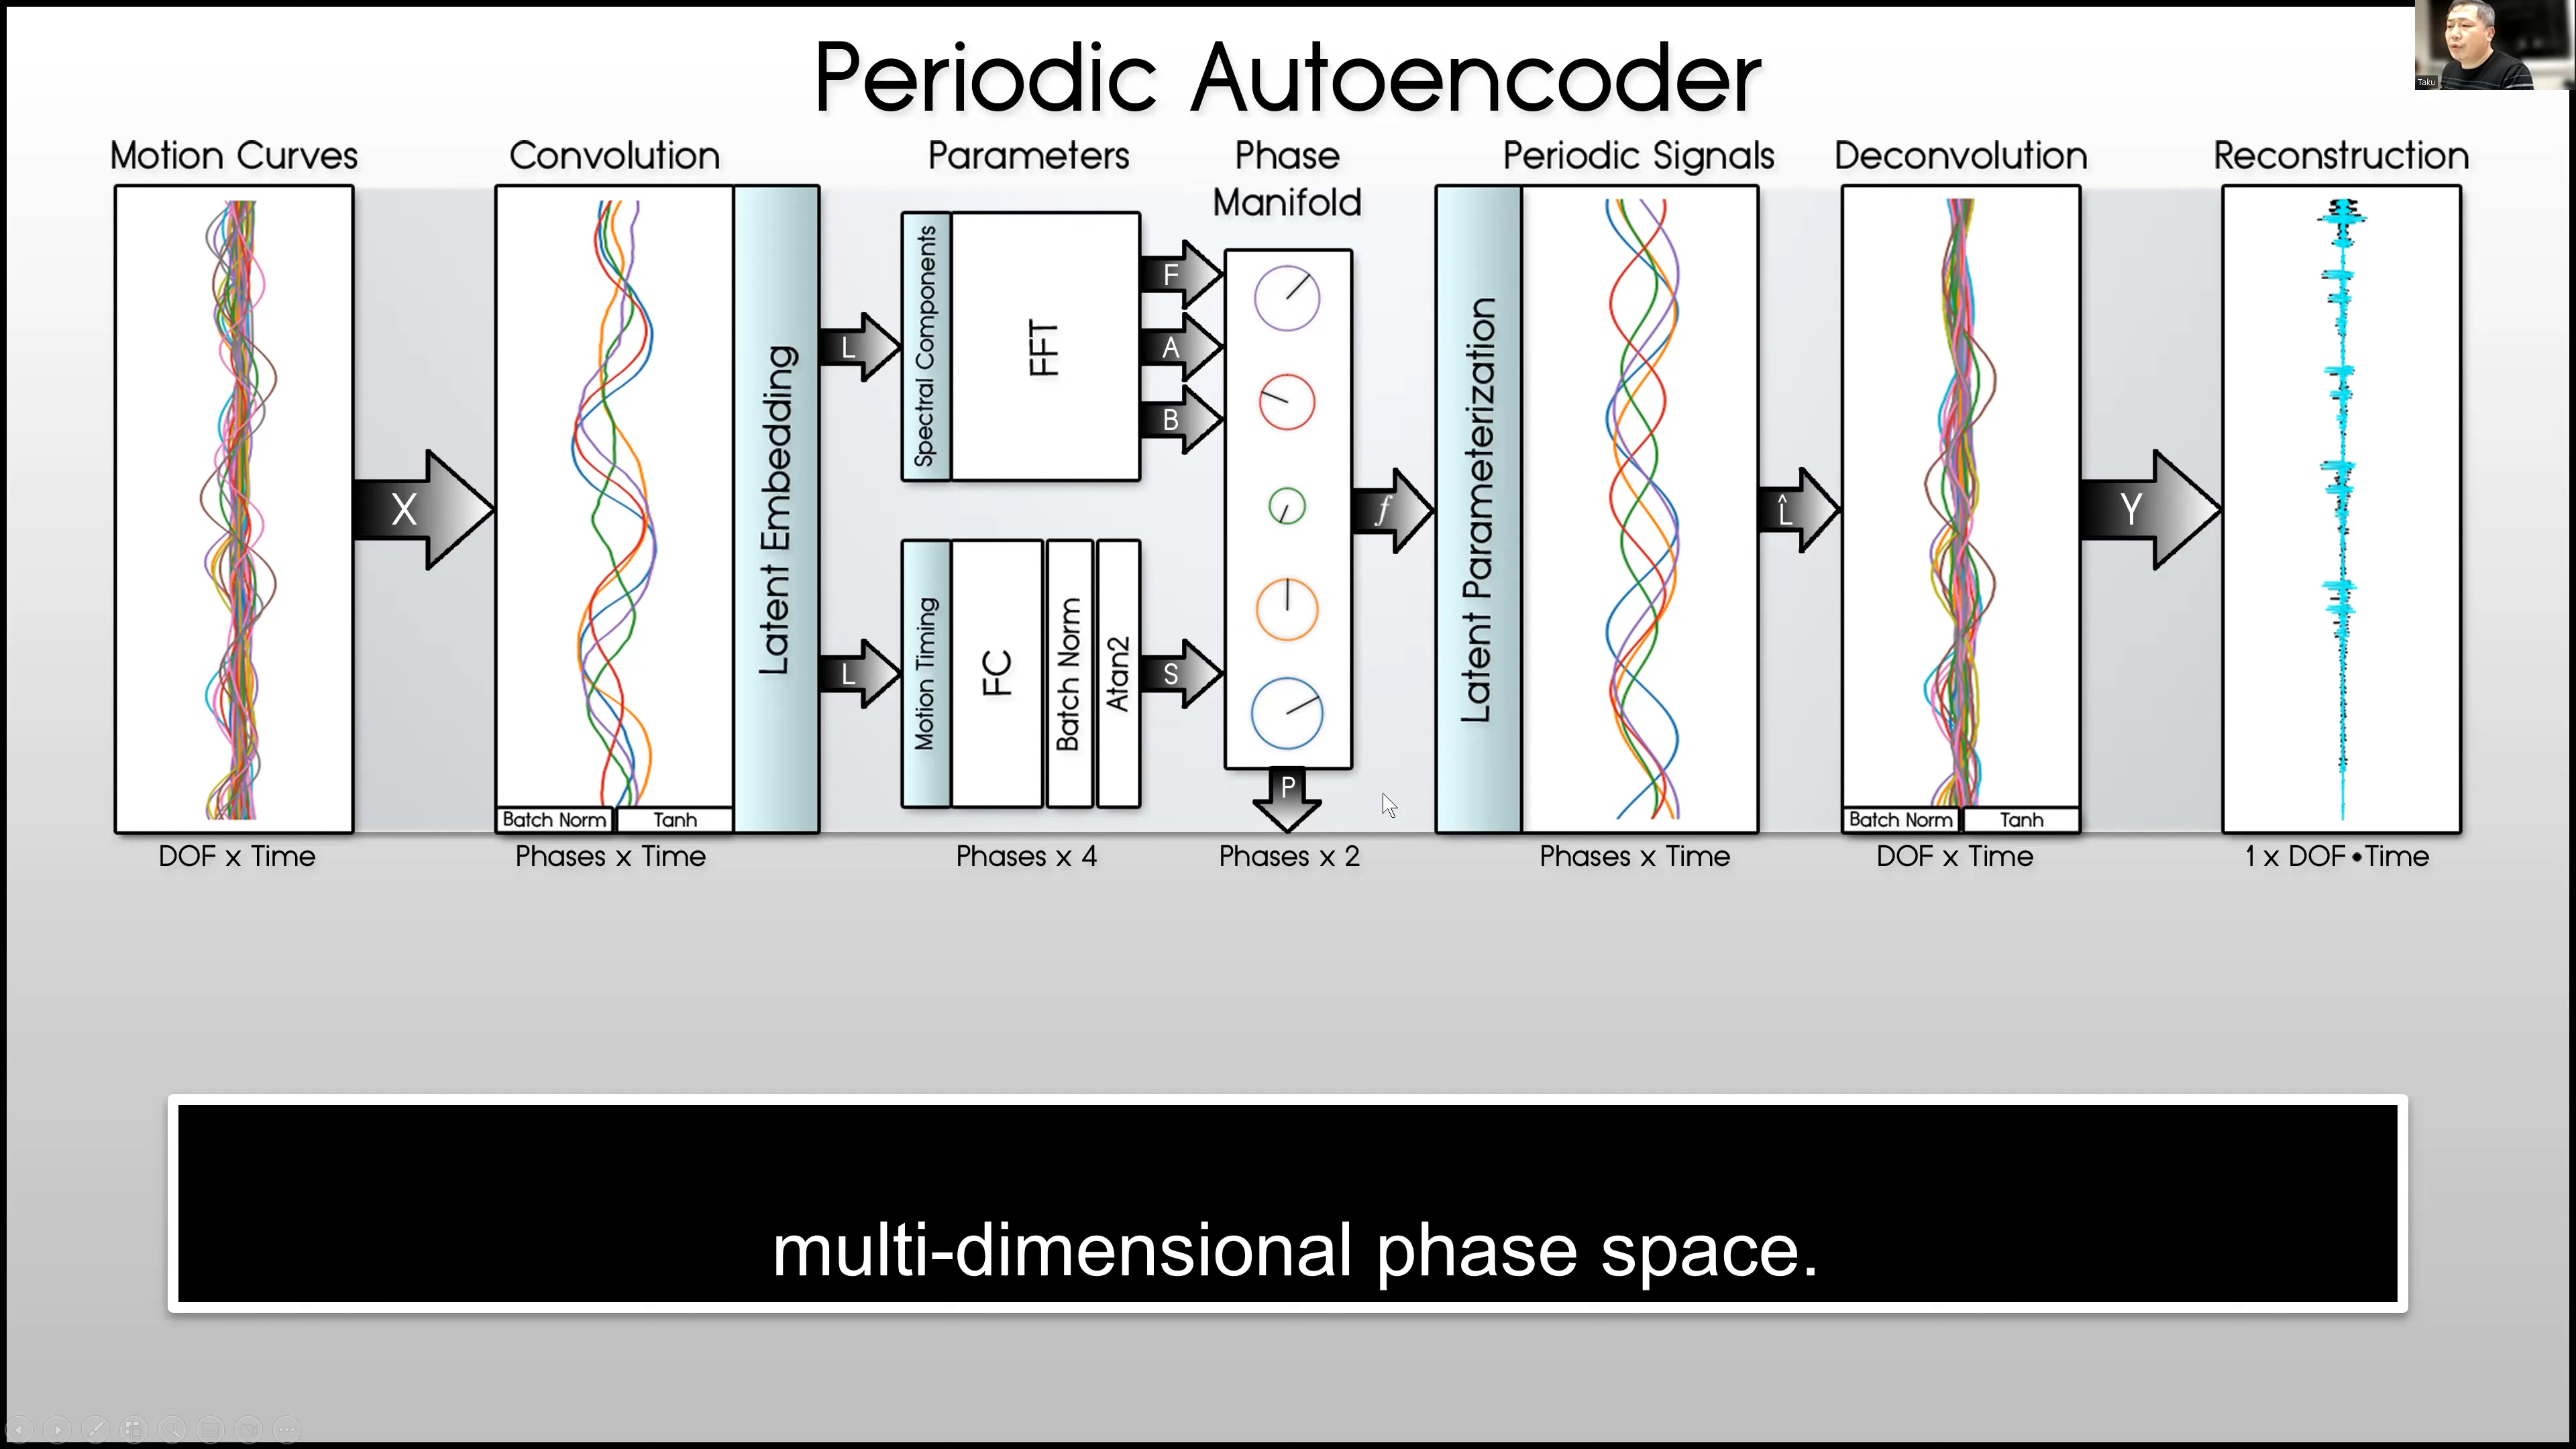 Periodic Autoencoder
Taku
Motion Curves
Convolution
Parameters
Phase
Manifold
Periodic Signals
Deconvolution
Reconstruction
X
Batch Norm
Tanh
Latent Embedding
L
Spectral Components
FFT
F
A
B
L
Motion Timing
FC
Batch Norm
Atan2
S
P
f
Latent Parameterization
L̂
Batch Norm
Tanh
Y
DOF x Time
Phases x Time
Phases x 4
Phases x 2
Phases x Time
DOF x Time
1 x DOF•Time
multi-dimensional phase space.